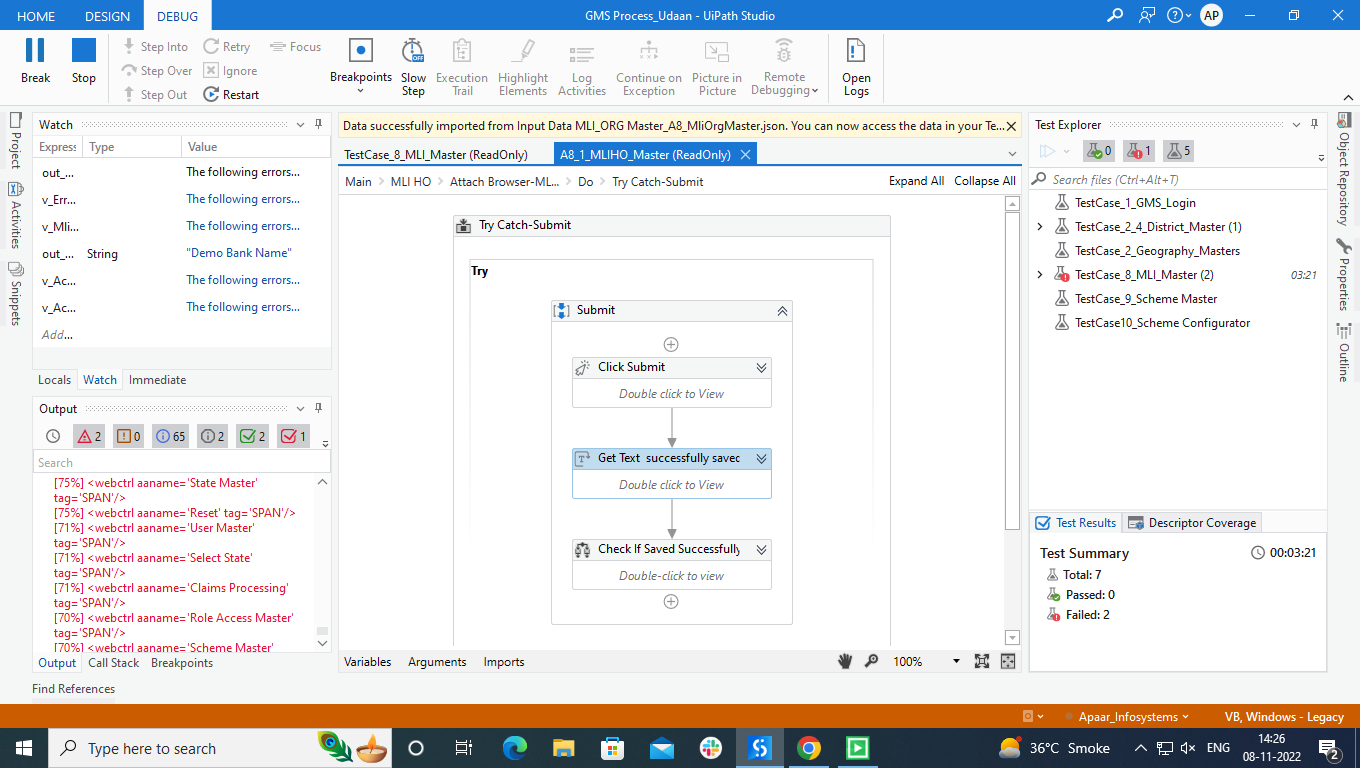 HOME DESIGN DEBUG GMS Process_Udaan - UiPath Studio AP
Break Stop
Step Into Retry Focus
Step Over Ignore
Step Out Restart
Breakpoints Slow Step Execution Trail Highlight Elements Log Activities Continue on Exception Picture in Picture Remote Debugging Open Logs
Project
Activities
Snippets
Watch
Express Type Value
out_... The following errors...
v_Err... The following errors...
v_Mli... The following errors...
out_... String "Demo Bank Name"
v_Ac... The following errors...
v_Ac... The following errors...
Add...
Locals Watch Immediate
Output
2 0 65 2 2 1
Search
[75%] <webctrl aaname='State Master'
tag='SPAN'/>
[75%] <webctrl aaname='Reset' tag='SPAN'/>
[71%] <webctrl aaname='User Master'
tag='SPAN'/>
[71%] <webctrl aaname='Select State'
tag='SPAN'/>
[71%] <webctrl aaname='Claims Processing'
tag='SPAN'/>
[70%] <webctrl aaname='Role Access Master'
tag='SPAN'/>
[70%] <webctrl aaname='Scheme Master'
Output Call Stack Breakpoints
Find References
Data successfully imported from Input Data MLI_ORG Master_A8_MliOrgMaster.json. You can now access the data in your Te...
TestCase_8_MLI_Master (ReadOnly) A8_1_MLIHO_Master (ReadOnly)
Main MLI HO Attach Browser-ML... Do Try Catch-Submit Expand All Collapse All
Try Catch-Submit
Try
Submit
Click Submit
Double click to View
Get Text successfully saved
Double click to View
Check If Saved Successfully
Double-click to view
Variables Arguments Imports 100%
Test Explorer
0 1 5
Search files (Ctrl+Alt+T)
TestCase_1_GMS_Login
TestCase_2_4_District_Master (1)
TestCase_2_Geography_Masters
TestCase_8_MLI_Master (2) 03:21
TestCase_9_Scheme Master
TestCase10_Scheme Configurator
Test Results Descriptor Coverage
Test Summary 00:03:21
Total: 7
Passed: 0
Failed: 2
Object Repository
Properties
Outline
Apaar_Infosystems VB, Windows - Legacy
Type here to search
36°C Smoke ENG 14:26
08-11-2022 2